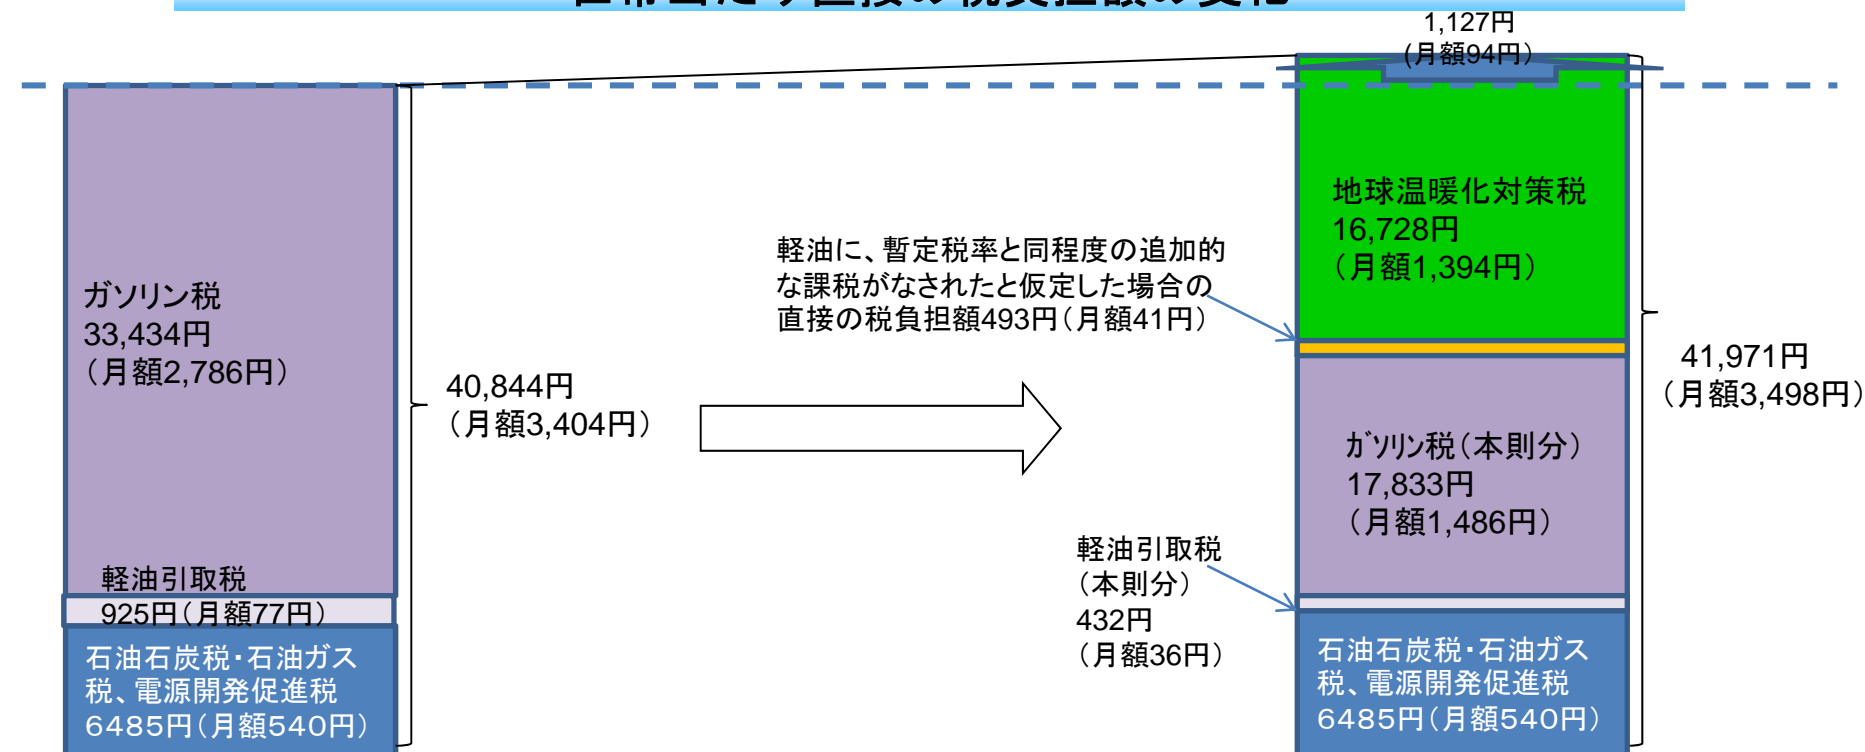 1,127円
(月額94円)
ガソリン税
33,434円
(月額2,786円)
軽油引取税
925円(月額77円)
石油石炭税・石油ガス
税、電源開発促進税
6485円(月額540円)
40,844円
(月額3,404円)
軽油に、暫定税率と同程度の追加的
な課税がなされたと仮定した場合の
直接の税負担額493円(月額41円)
軽油引取税
(本則分)
432円
(月額36円)
地球温暖化対策税
16,728円
(月額1,394円)
ガソリン税(本則分)
17,833円
(月額1,486円)
石油石炭税・石油ガス
税、電源開発促進税
6485円(月額540円)
41,971円
(月額3,498円)